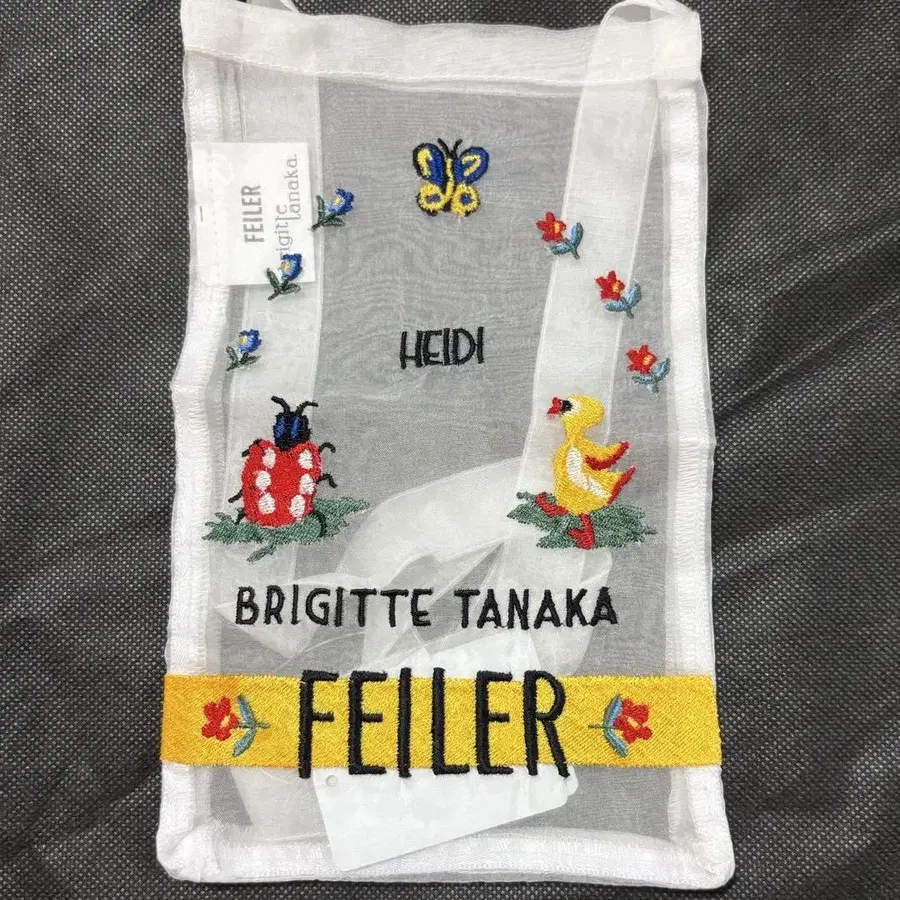 FEILER
Brigitte
tanaka.
HEIDI
BRIGITTE TANAKA
FEILER